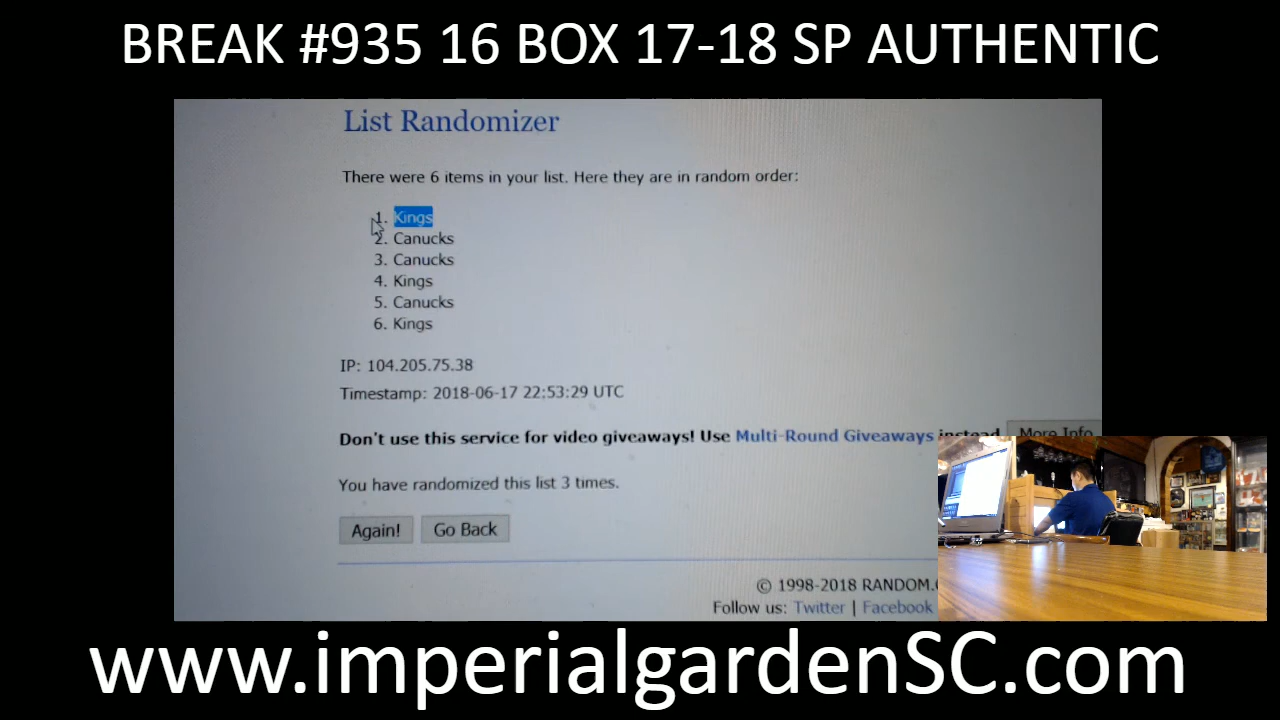 BREAK #935 16 BOX 17-18 SP AUTHENTIC
List Randomizer
There were 6 items in your list. Here they are in random order:
1. Kings
2. Canucks
3. Canucks
4. Kings
5. Canucks
6. Kings
IP: 104.205.75.38
Timestamp: 2018-06-17 22:53:29 UTC
Don't use this service for video giveaways! Use Multi-Round Giveaways instead More Info
You have randomized this list 3 times.
Again! Go Back
© 1998-2018 RANDOM.
Follow us: Twitter | Facebook
www.imperialgardenSC.com